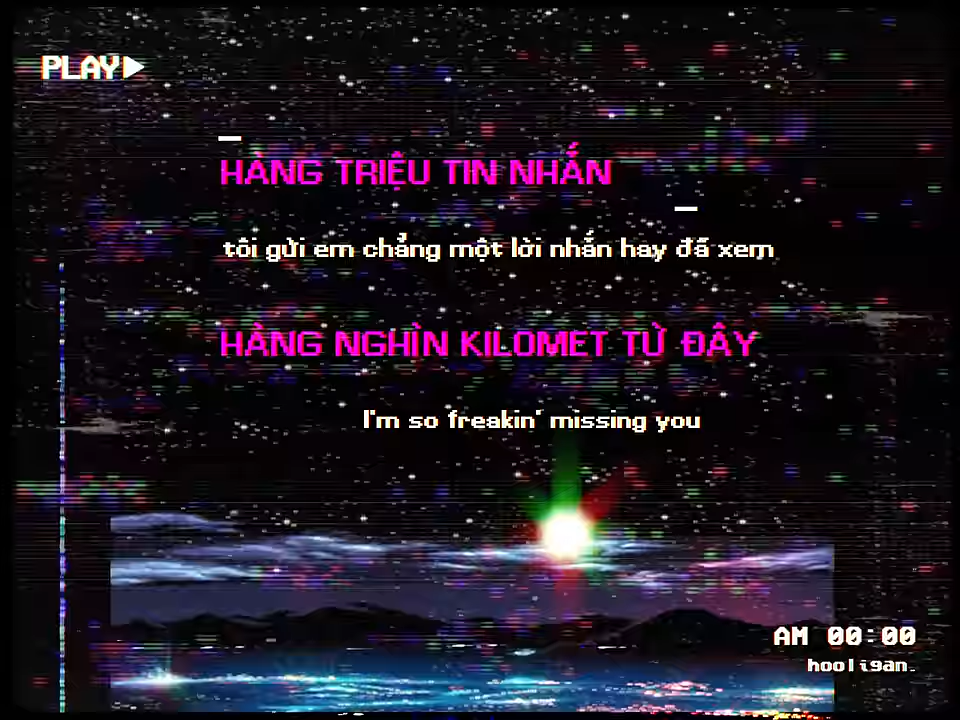 PLAY
HÀNG TRIỆU TIN NHẮN
tôi gửi em chẳng một lời nhắn hay đã xem
HÀNG NGHÌN KILOMET TỪ ĐÂY
I'm so freakin' missing you
AM 00:00
hooligan.